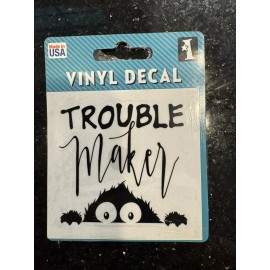 Made in
USA
VINYL DECAL
TROUBLE
Maker